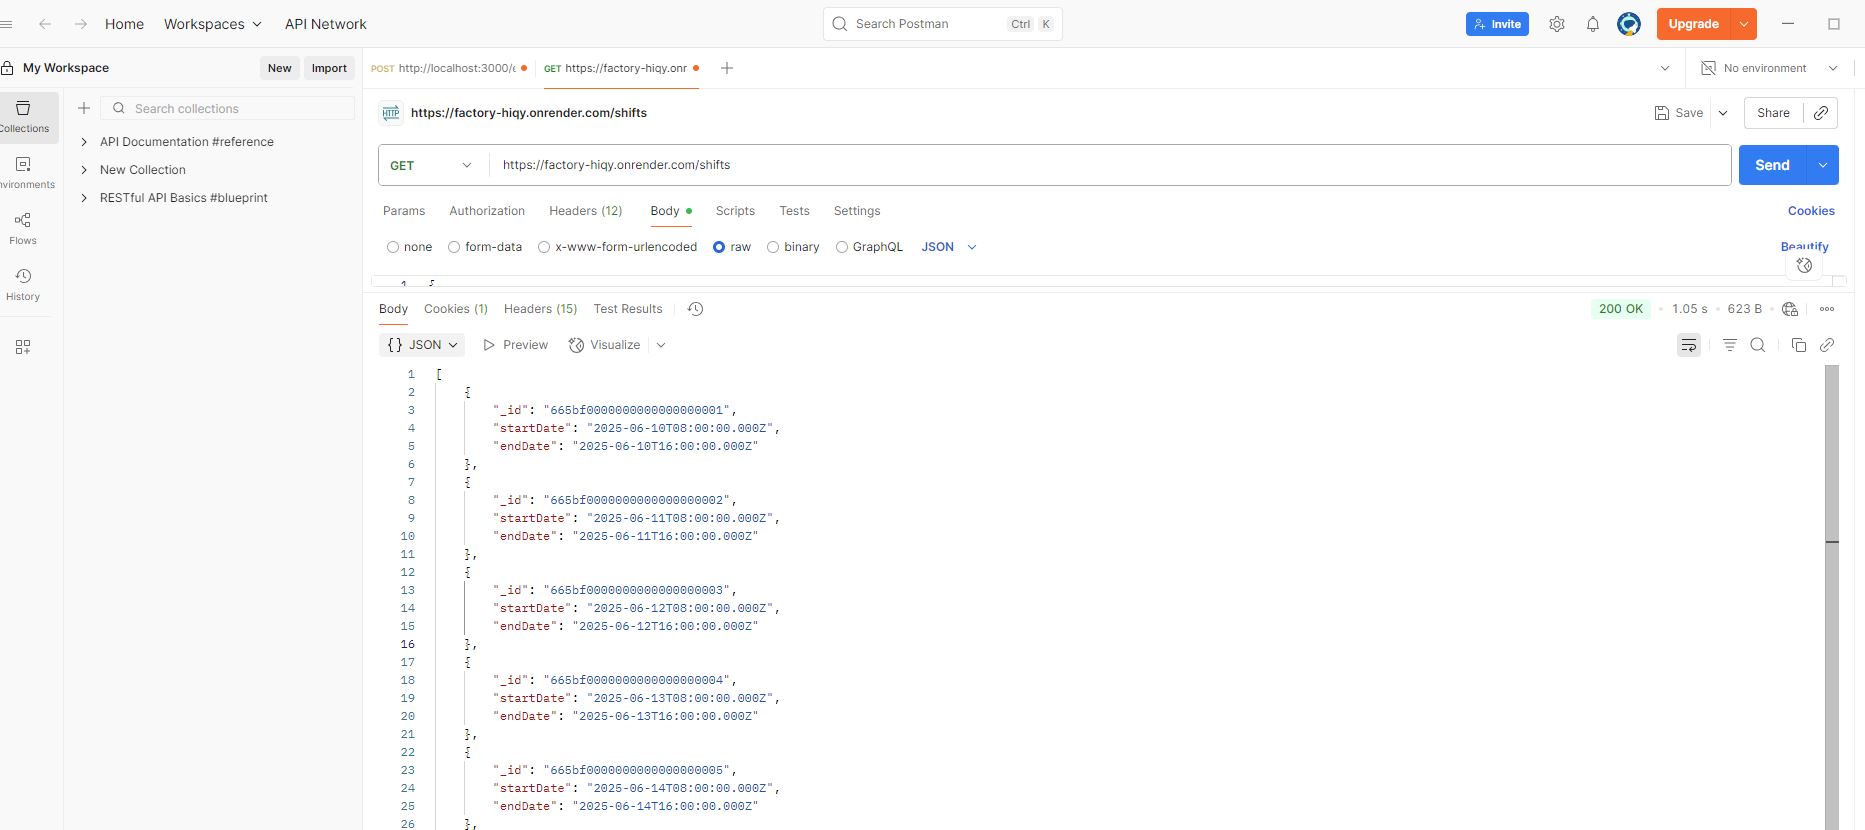 Home Workspaces API Network Search Postman Ctrl K Invite Upgrade
My Workspace New Import POST http://localhost:3000/e GET https://factory-hiqy.onr No environment
Collections
Search collections
API Documentation #reference
New Collection
RESTful API Basics #blueprint
Environments
Flows
History
HTTP https://factory-hiqy.onrender.com/shifts Save Share
GET https://factory-hiqy.onrender.com/shifts Send
Params Authorization Headers (12) Body Scripts Tests Settings Cookies
none form-data x-www-form-urlencoded raw binary GraphQL JSON Beautify
1 {
Body Cookies (1) Headers (15) Test Results 200 OK • 1.05 s • 623 B •
{} JSON Preview Visualize
1 [
2 {
3 "_id": "665bf0000000000000000001",
4 "startDate": "2025-06-10T08:00:00.000Z",
5 "endDate": "2025-06-10T16:00:00.000Z"
6 },
7 {
8 "_id": "665bf0000000000000000002",
9 "startDate": "2025-06-11T08:00:00.000Z",
10 "endDate": "2025-06-11T16:00:00.000Z"
11 },
12 {
13 "_id": "665bf0000000000000000003",
14 "startDate": "2025-06-12T08:00:00.000Z",
15 "endDate": "2025-06-12T16:00:00.000Z"
16 },
17 {
18 "_id": "665bf0000000000000000004",
19 "startDate": "2025-06-13T08:00:00.000Z",
20 "endDate": "2025-06-13T16:00:00.000Z"
21 },
22 {
23 "_id": "665bf0000000000000000005",
24 "startDate": "2025-06-14T08:00:00.000Z",
25 "endDate": "2025-06-14T16:00:00.000Z"
26 },